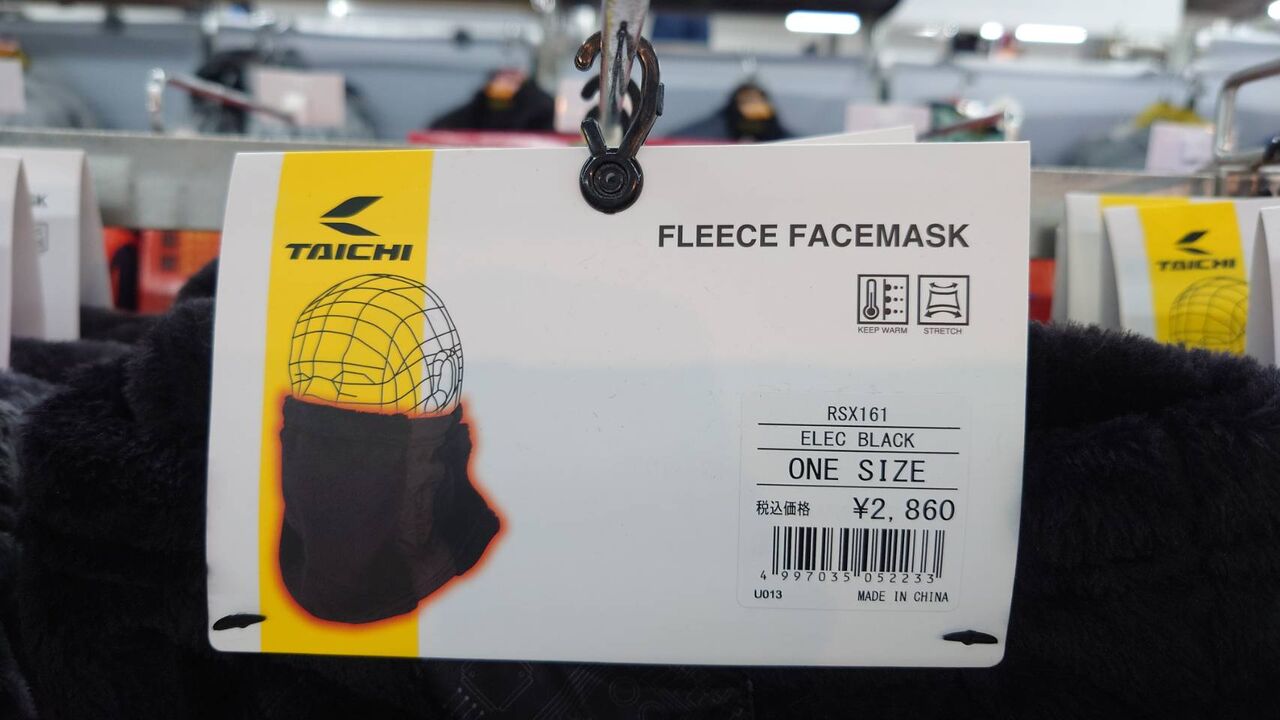 TAICHI
FLEECE FACEMASK
KEEP WARM
STRETCH
RSX161
ELEC BLACK
ONE SIZE
税込価格 ¥2,860
4 997035 052233
U013 MADE IN CHINA
TAICHI
SK